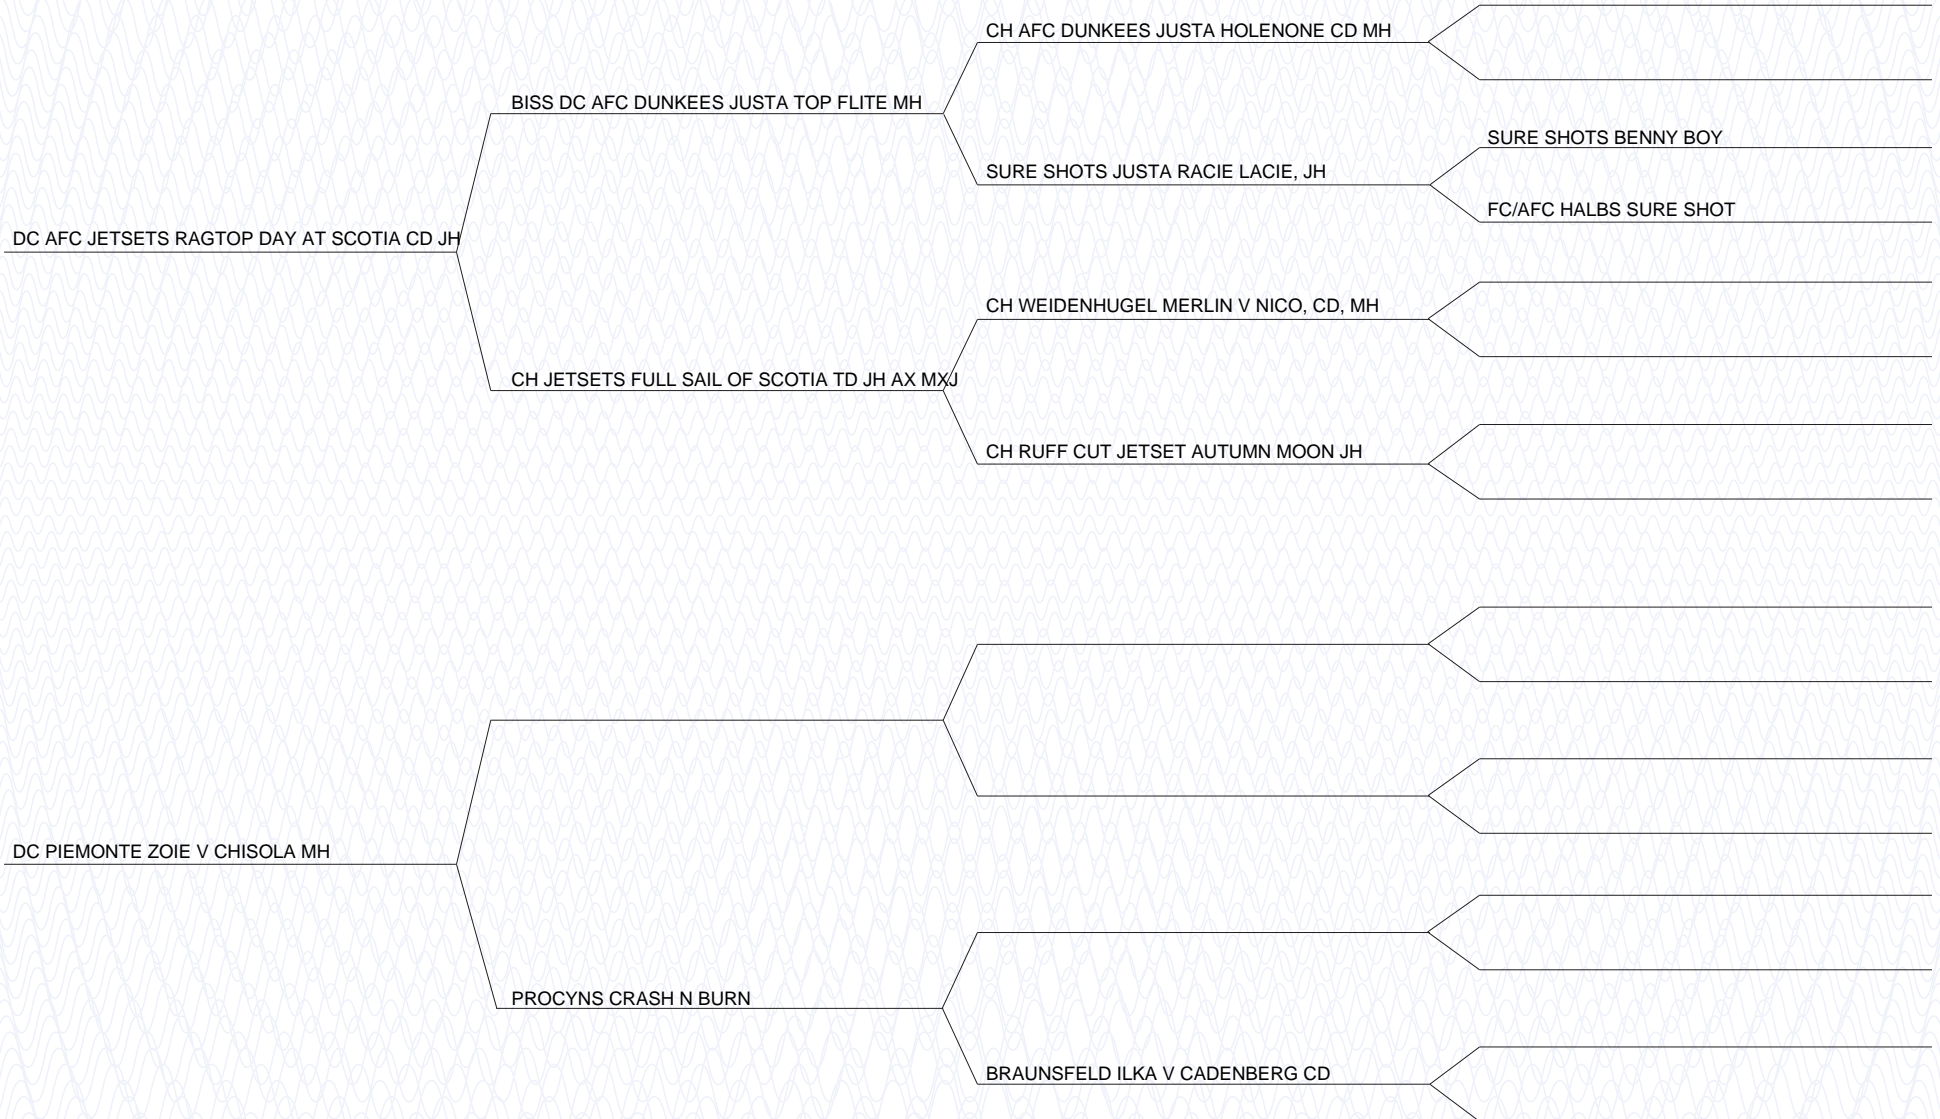 CH AFC DUNKEES JUSTA HOLENONE CD MH
BISS DC AFC DUNKEES JUSTA TOP FLITE MH
SURE SHOTS BENNY BOY
SURE SHOTS JUSTA RACIE LACIE, JH
FC/AFC HALBS SURE SHOT
DC AFC JETSETS RAGTOP DAY AT SCOTIA CD JH
CH WEIDENHUGEL MERLIN V NICO, CD, MH
CH JETSETS FULL SAIL OF SCOTIA TD JH AX MXJ
CH RUFF CUT JETSET AUTUMN MOON JH
DC PIEMONTE ZOIE V CHISOLA MH
PROCYNS CRASH N BURN
BRAUNSFELD ILKA V CADENBERG CD